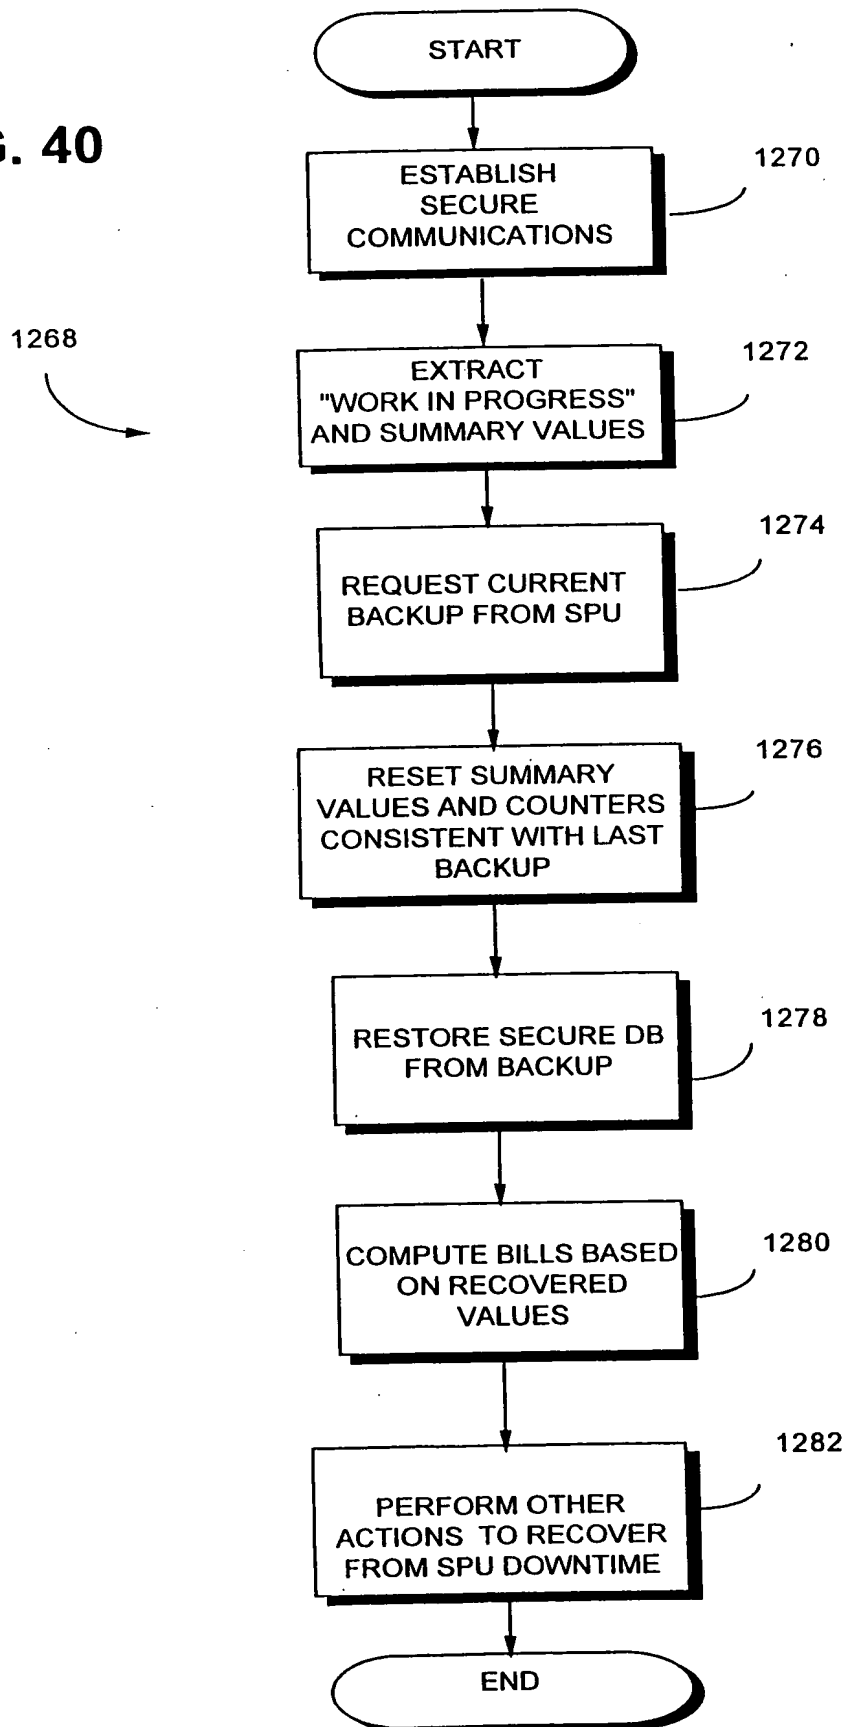 START
. 40
1270
ESTABLISH
SECURE
COMMUNICATIONS
1268
1272
EXTRACT
"WORK IN PROGRESS"
AND SUMMARY VALUES
1274
REQUEST CURRENT
BACKUP FROM SPU
1276
RESET SUMMARY
VALUES AND COUNTERS
CONSISTENT WITH LAST
BACKUP
1278
RESTORE SECURE DB
FROM BACKUP
1280
COMPUTE BILLS BASED
ON RECOVERED
VALUES
1282
PERFORM OTHER
ACTIONS TO RECOVER
FROM SPU DOWNTIME
END